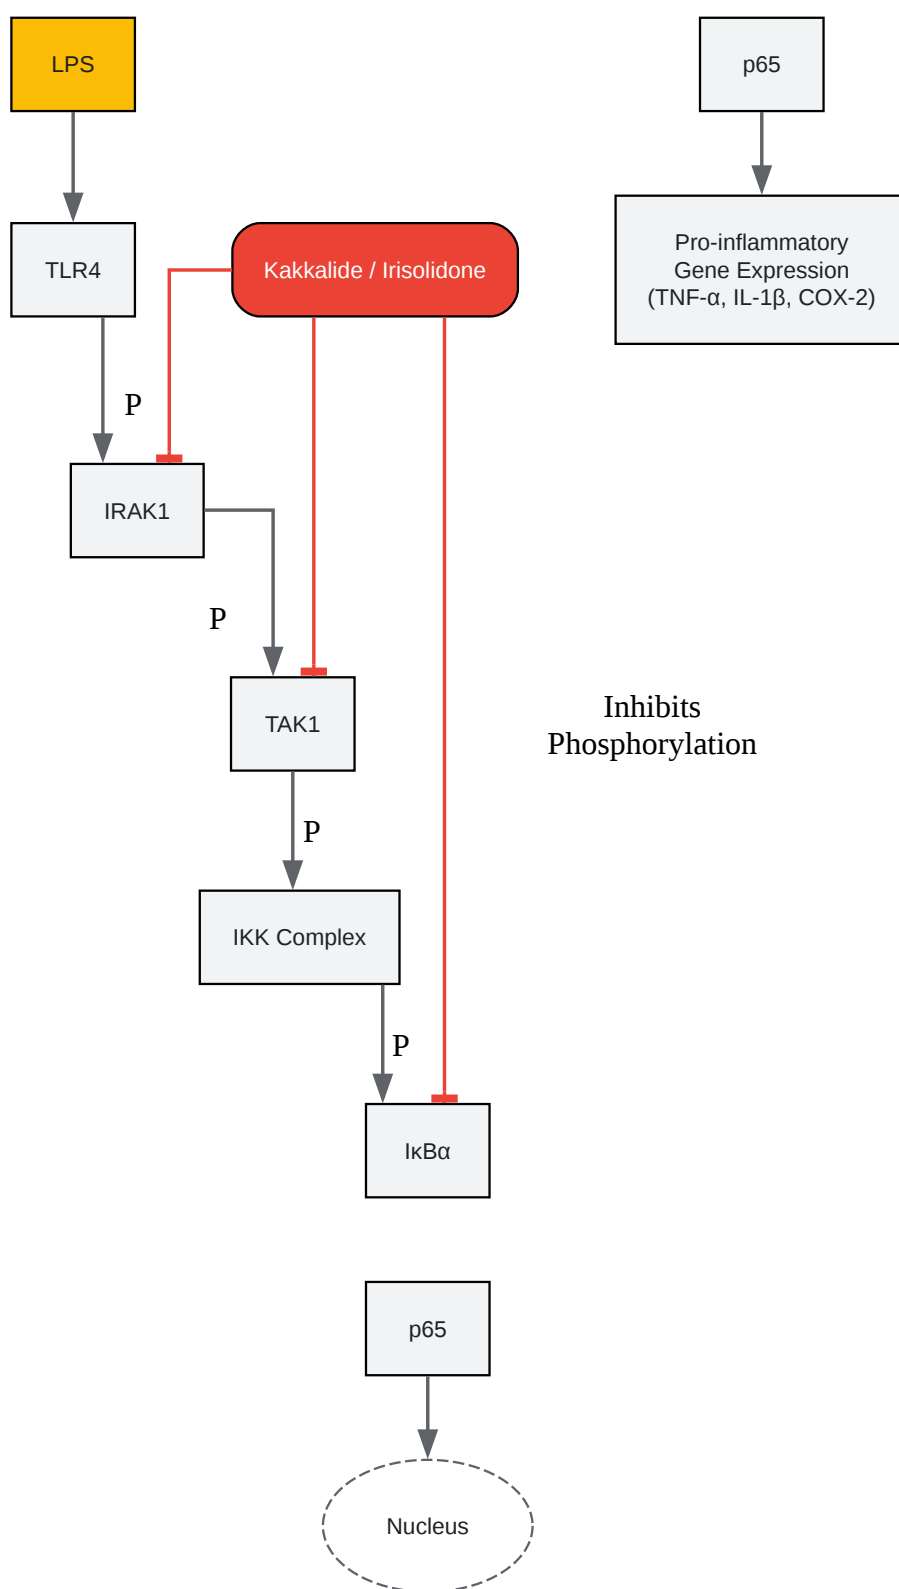 LPS
p65
TLR4
Kakkalide / Irisolidone
Pro-inflammatory
Gene Expression
(TNF-α, IL-1β, COX-2)
P
IRAK1
P
TAK1
Inhibits
Phosphorylation
P
IKK Complex
P
IκBα
p65
Nucleus